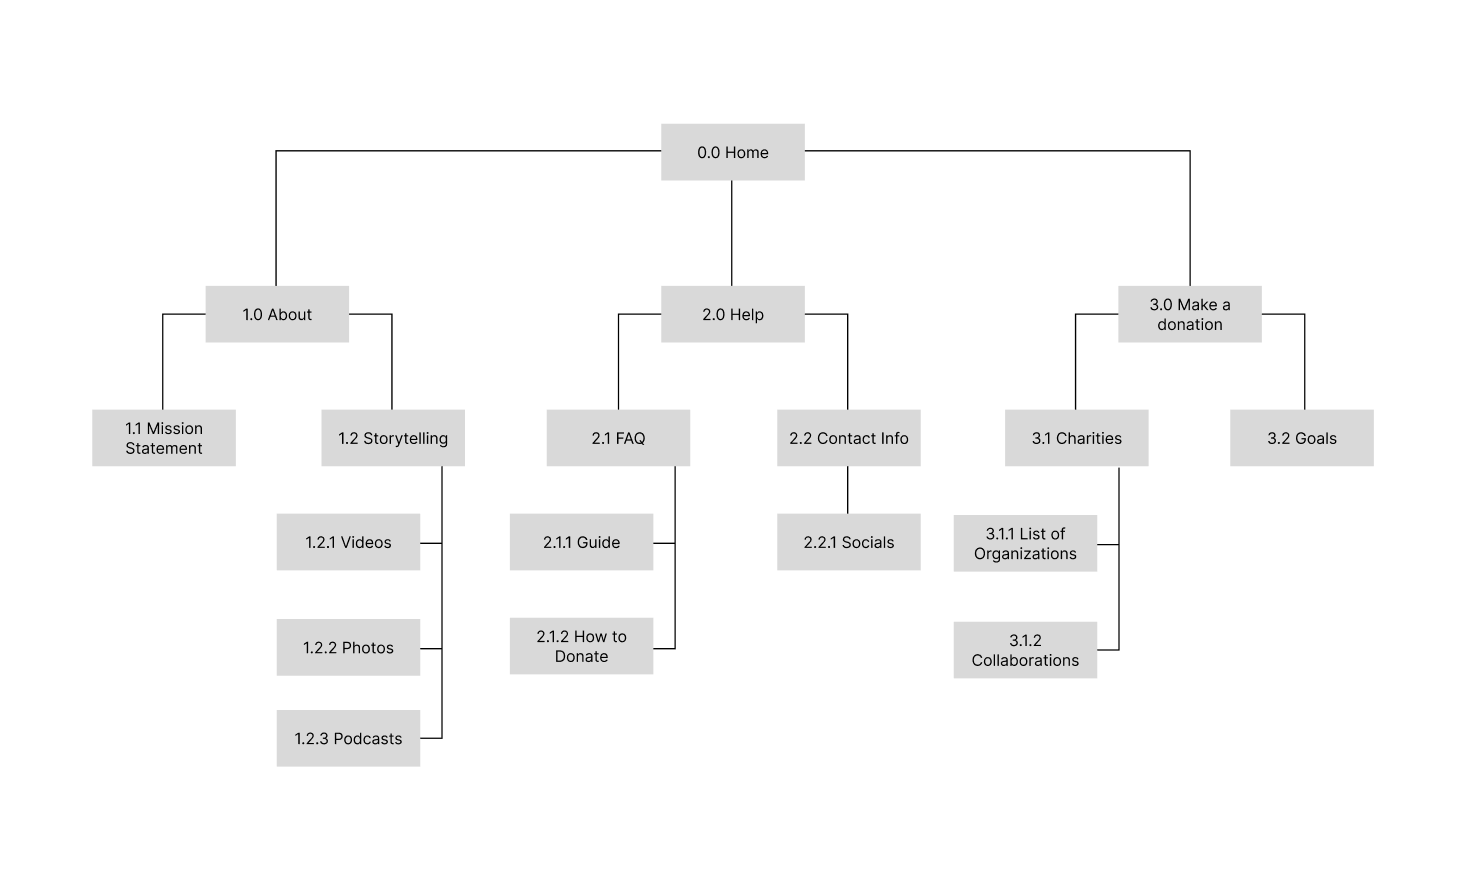 0.0 Home
1.0 About
2.0 Help
3.0 Make a
donation
1.1 Mission
Statement
1.2 Storytelling
2.1 FAQ
2.2 Contact Info
3.1 Charities
3.2 Goals
1.2.1 Videos
2.1.1 Guide
2.2.1 Socials
3.1.1 List of
Organizations
1.2.2 Photos
2.1.2 How to
Donate
3.1.2
Collaborations
1.2.3 Podcasts